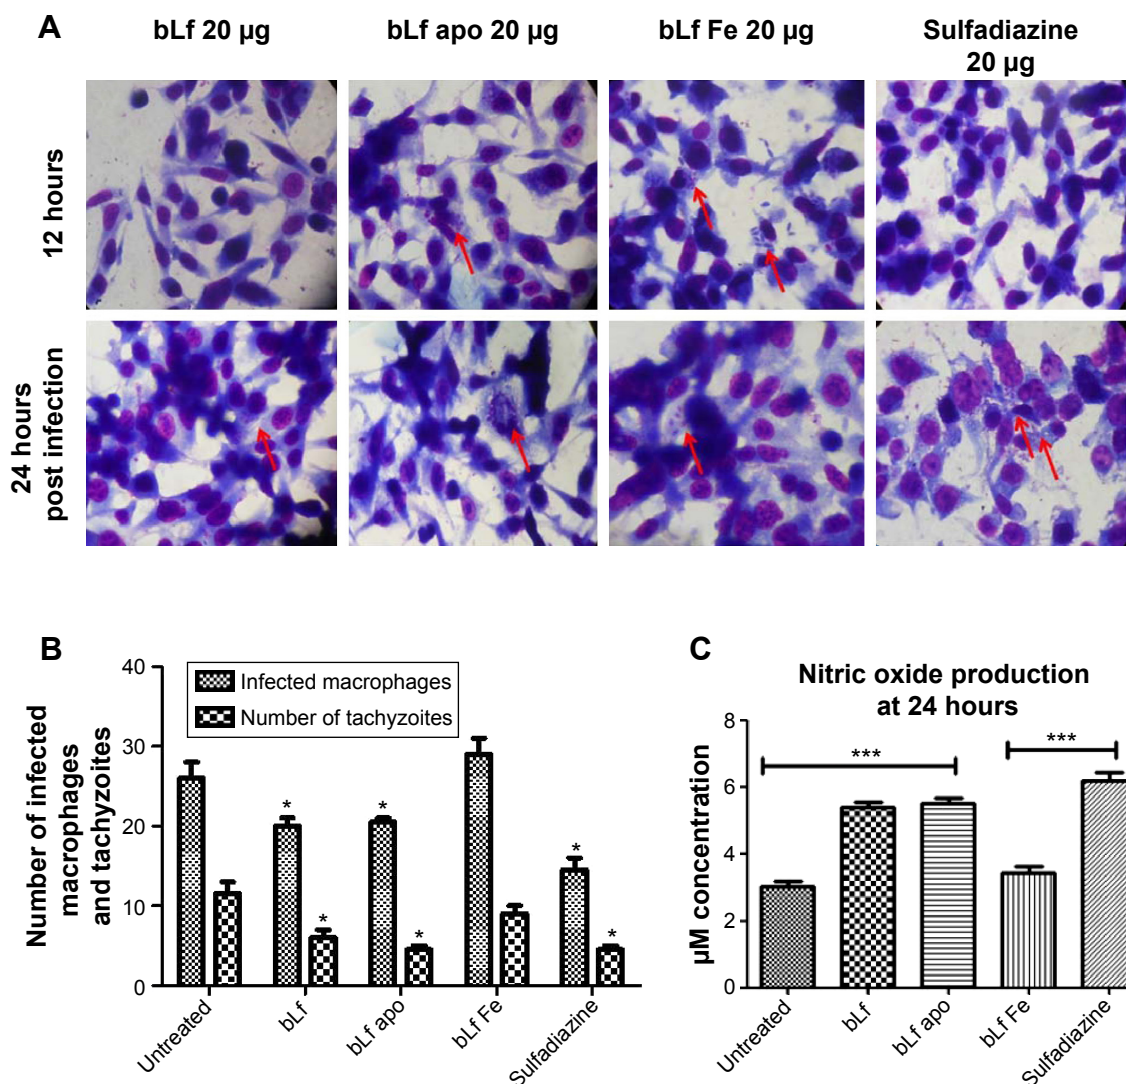 A
bLf 20 µg
bLf apo 20 µg
bLf Fe 20 µg
Sulfadiazine
20 µg
12 hours
24 hours
post infection
B
Number of infected
macrophages
and tachyzoites
40
30
20
10
0
Infected macrophages
Number of tachyzoites
*
*
*
*
*
*
Untreated
bLf
bLf apo
bLf Fe
Sulfadiazine
C
Nitric oxide production
at 24 hours
µM concentration
8
6
4
2
0
***
***
Untreated
bLf
bLf apo
bLf Fe
Sulfadiazine